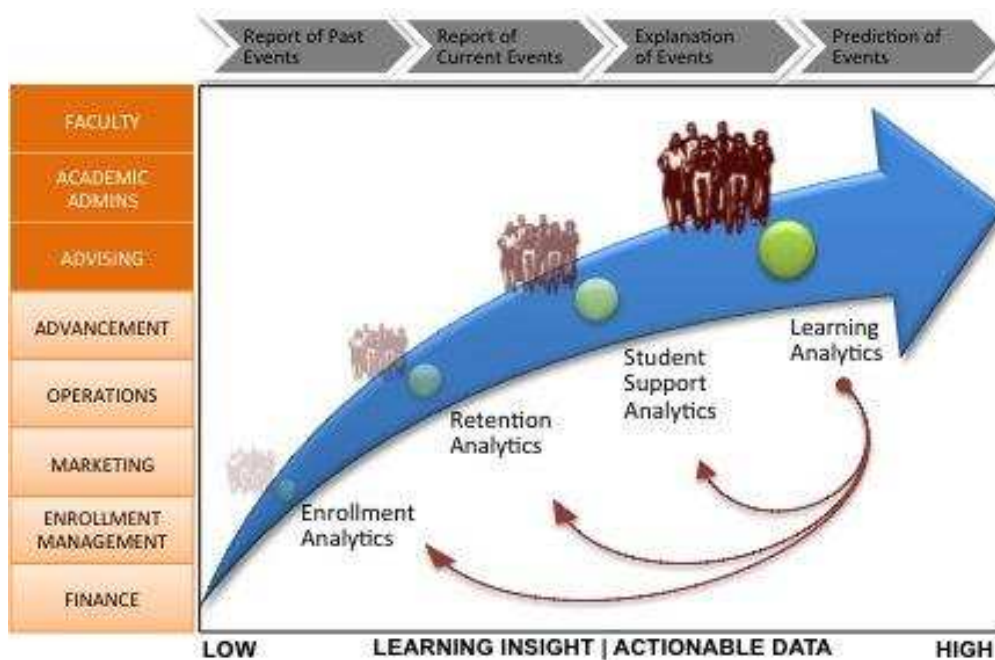 Report of Past
Events
Report of
Current Events
Explanation
of Events
Prediction of
Events
FACULTY
ACADEMIC
ADMINS
ADVISING
ADVANCEMENT
OPERATIONS
MARKETING
ENROLLMENT
MANAGEMENT
FINANCE
Learning
Analytics
Student
Support
Analytics
Retention
Analytics
Enrollment
Analytics
LOW LEARNING INSIGHT | ACTIONABLE DATA HIGH